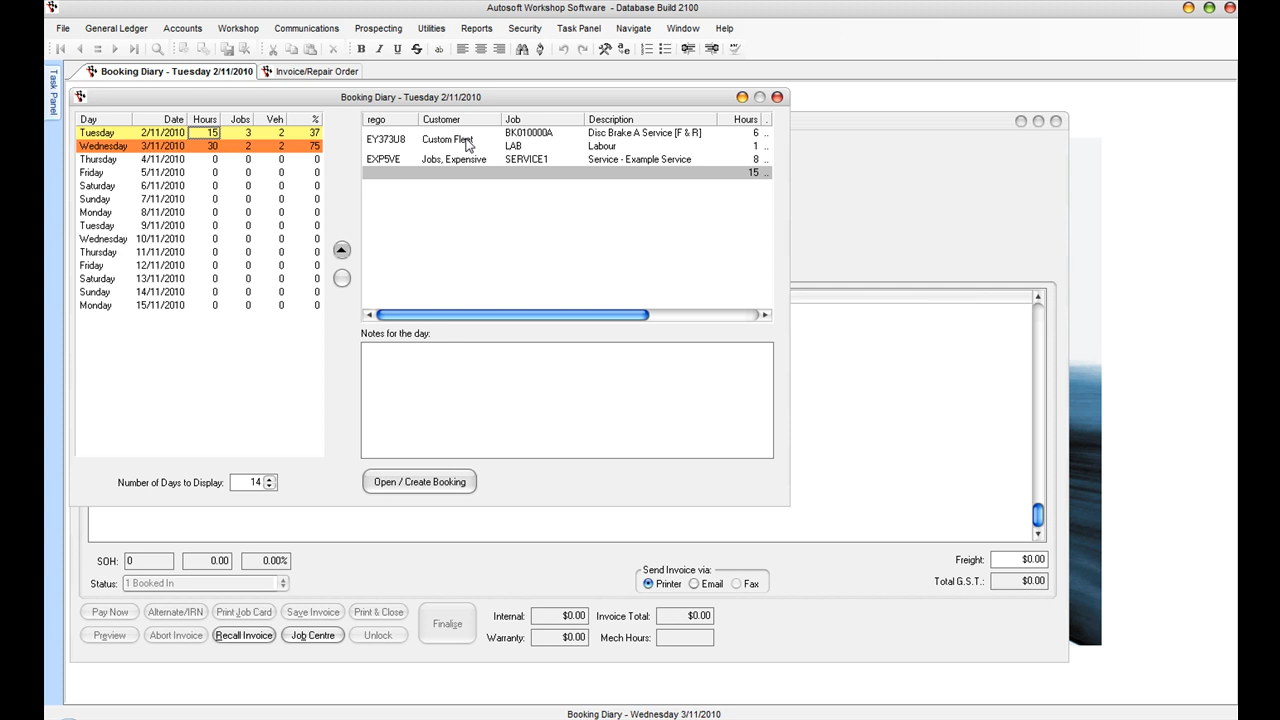 Autosoft Workshop Software - Database Build 2100
File General Ledger Accounts Workshop Communications Prospecting Utilities Reports Security Task Panel Navigate Window Help
B I U S ab
Task Panel
Booking Diary - Tuesday 2/11/2010 Invoice/Repair Order
Booking Diary - Tuesday 2/11/2010
Day Date Hours Jobs Veh %
Tuesday 2/11/2010 15 3 2 37
Wednesday 3/11/2010 30 2 2 75
Thursday 4/11/2010 0 0 0 0
Friday 5/11/2010 0 0 0 0
Saturday 6/11/2010 0 0 0 0
Sunday 7/11/2010 0 0 0 0
Monday 8/11/2010 0 0 0 0
Tuesday 9/11/2010 0 0 0 0
Wednesday 10/11/2010 0 0 0 0
Thursday 11/11/2010 0 0 0 0
Friday 12/11/2010 0 0 0 0
Saturday 13/11/2010 0 0 0 0
Sunday 14/11/2010 0 0 0 0
Monday 15/11/2010 0 0 0 0
rego Customer Job Description Hours .
EY373U8 Custom Fleet BK010000A Disc Brake A Service [F & R] 6 ..
LAB Labour 1 ..
EXP5VE Jobs, Expensive SERVICE1 Service - Example Service 8 ..
15 ..
Notes for the day:
Number of Days to Display: 14
Open / Create Booking
SOH: 0 0.00 0.00%
Status: 1 Booked In
Send Invoice via:
Printer Email Fax
Freight: $0.00
Total G.S.T.: $0.00
Pay Now Alternate/IRN Print Job Card Save Invoice Print & Close
Preview Abort Invoice Recall Invoice Job Centre Unlock
Finalise
Internal: $0.00 Invoice Total: $0.00
Warranty: $0.00 Mech Hours:
Booking Diary - Wednesday 3/11/2010